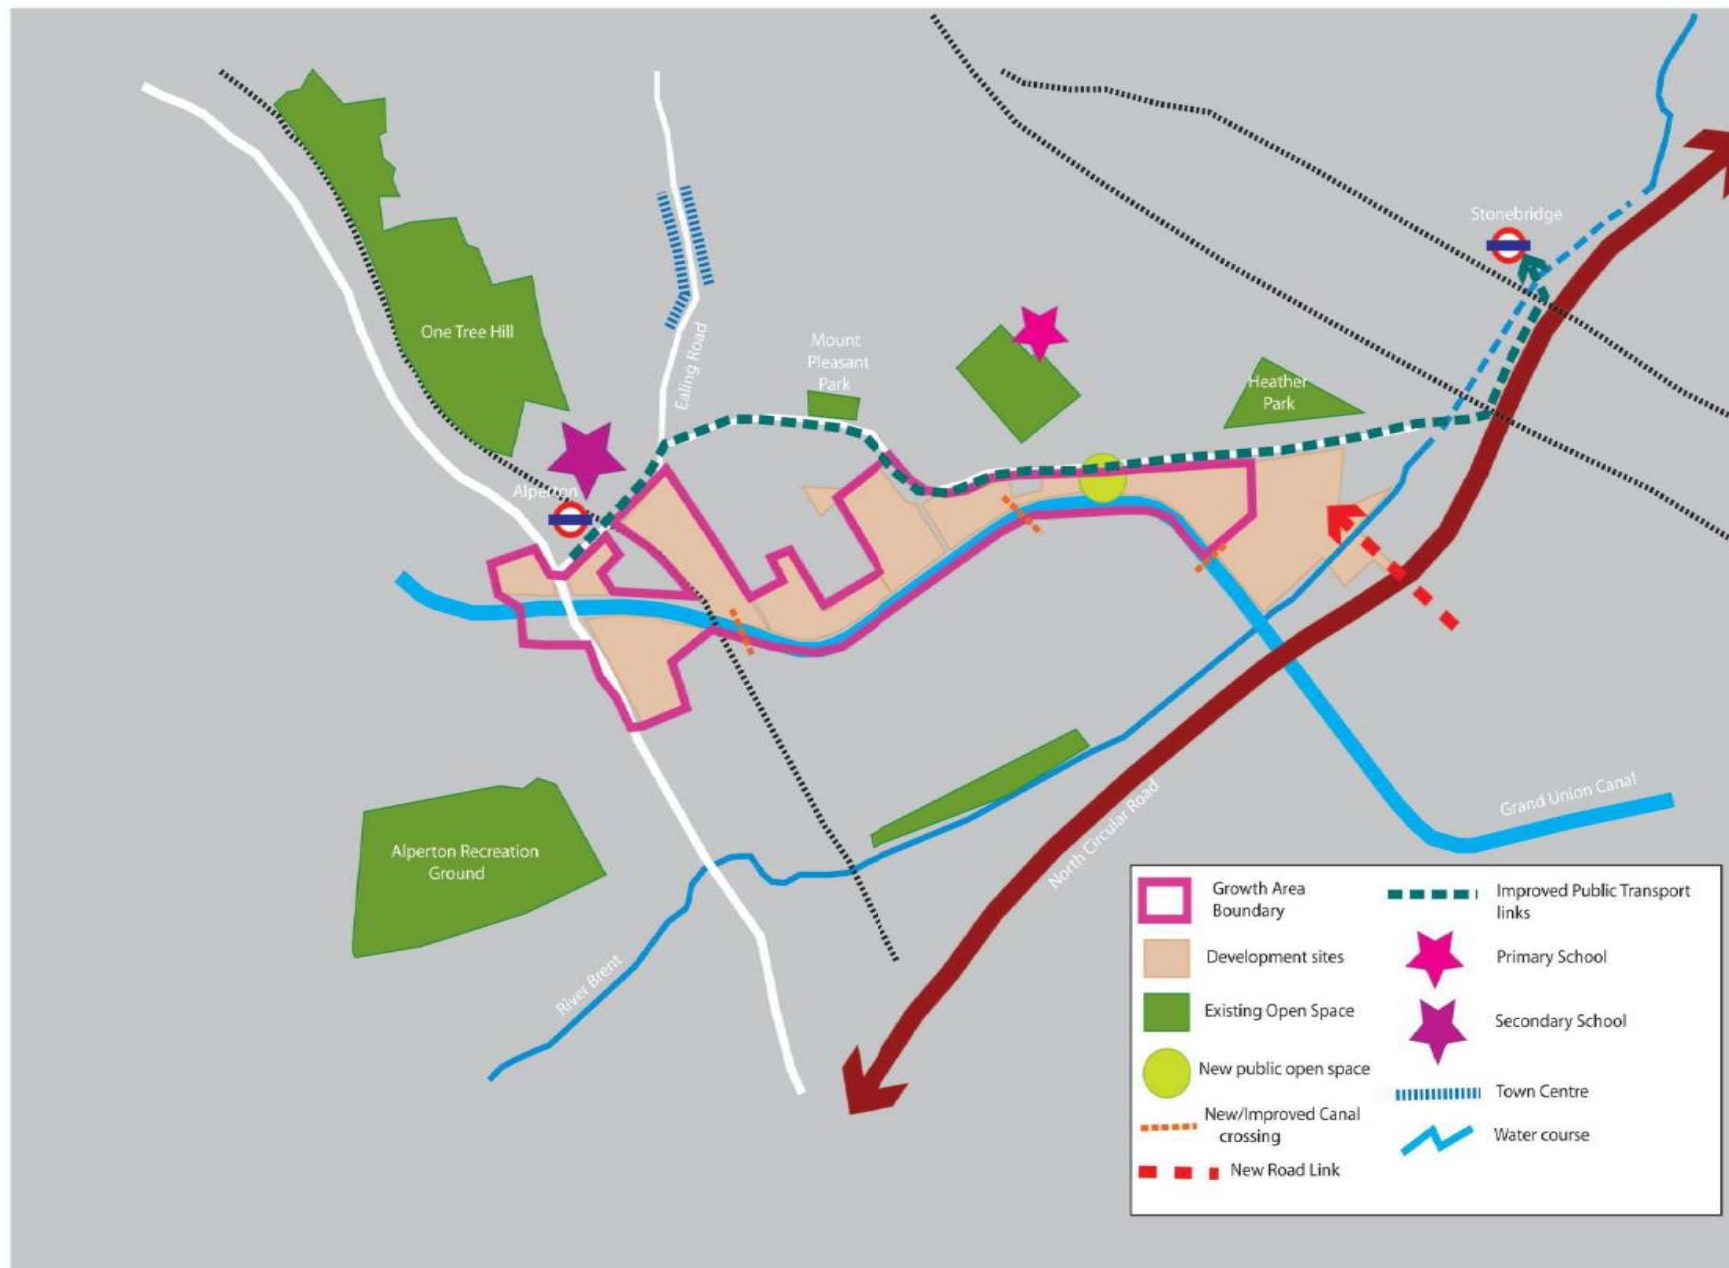 Stonebridge
One Tree Hill
Ealing Road
Mount
Pleasant
Park
Heather
Park
Alperton
Grand Union Canal
North Circular Road
Alperton Recreation
Ground
River Brent
Growth Area
Boundary
Development sites
Existing Open Space
New public open space
New/Improved Canal
crossing
New Road Link
Improved Public Transport
links
Primary School
Secondary School
Town Centre
Water course